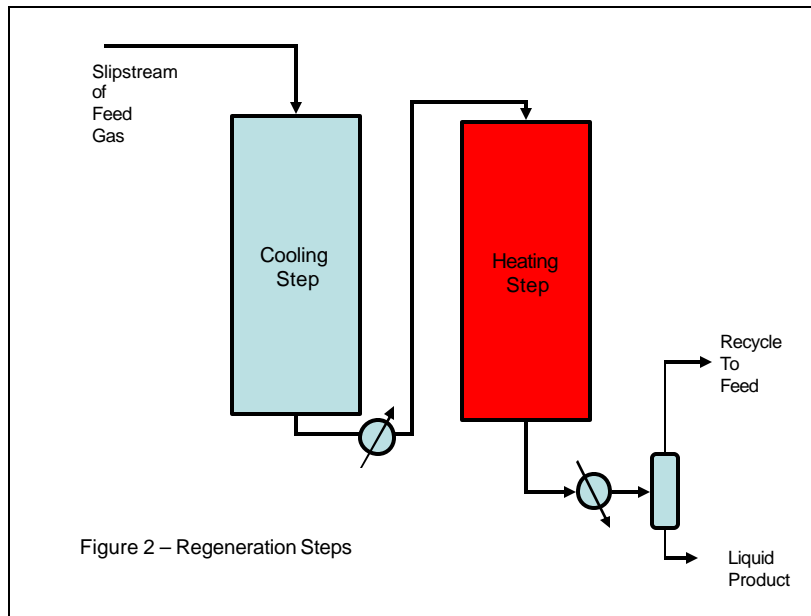 Slipstream
of
Feed
Gas
Cooling
Step
Heating
Step
Recycle
To
Feed
Liquid
Product
Figure 2 – Regeneration Steps